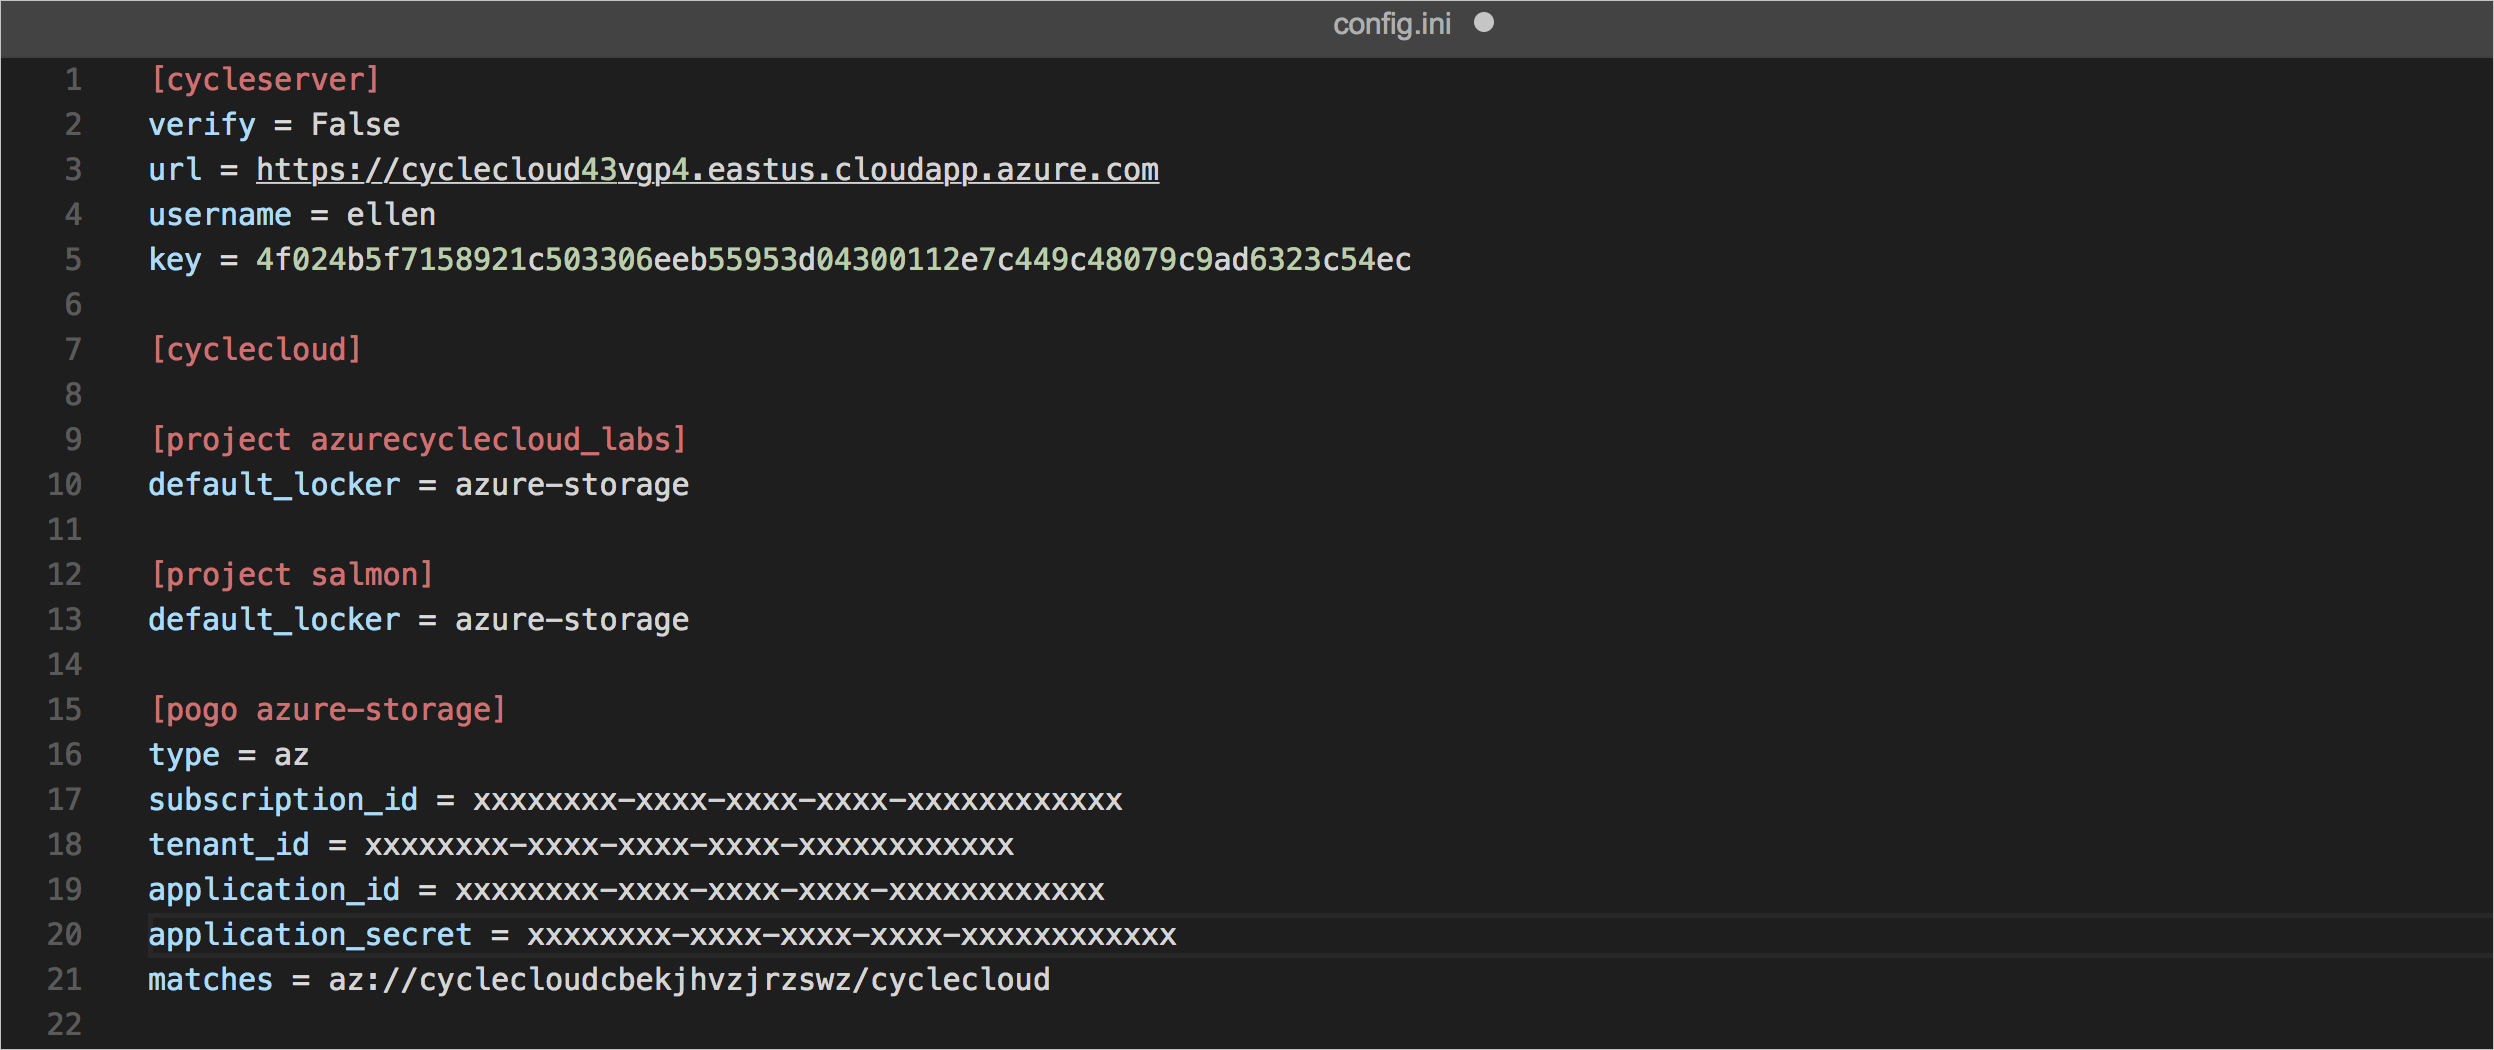 config.ini
1 [cycleserver]
2 verify = False
3 url = https://cyclecloud43vgp4.eastus.cloudapp.azure.com
4 username = ellen
5 key = 4f024b5f7158921c503306eeb55953d04300112e7c449c48079c9ad6323c54ec
6
7 [cyclecloud]
8
9 [project azurecyclecloud_labs]
10 default_locker = azure-storage
11
12 [project salmon]
13 default_locker = azure-storage
14
15 [pogo azure-storage]
16 type = az
17 subscription_id = xxxxxxxx-xxxx-xxxx-xxxx-xxxxxxxxxxxx
18 tenant_id = xxxxxxxx-xxxx-xxxx-xxxx-xxxxxxxxxxxx
19 application_id = xxxxxxxx-xxxx-xxxx-xxxx-xxxxxxxxxxxx
20 application_secret = xxxxxxxx-xxxx-xxxx-xxxx-xxxxxxxxxxxx
21 matches = az://cyclecloudcbekjhvzjrzswz/cyclecloud
22